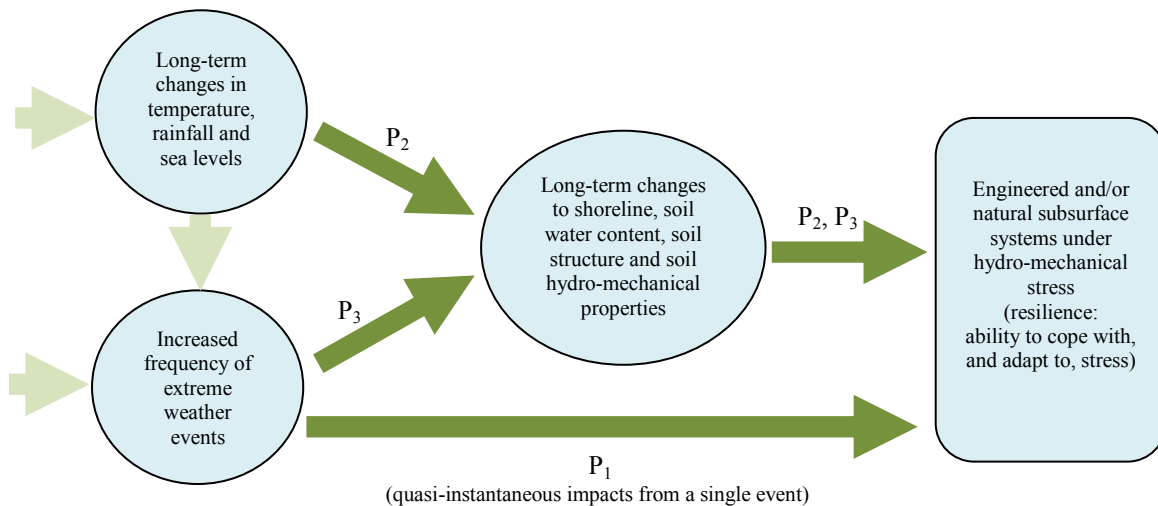 Long-term
changes in
temperature,
rainfall and
sea levels
P₂
Long-term changes
to shoreline, soil
water content, soil
structure and soil
hydro-mechanical
properties
P₂, P₃
Engineered and/or
natural subsurface
systems under
hydro-mechanical
stress
(resilience:
ability to cope with,
and adapt to, stress)
P₃
Increased
frequency of
extreme
weather
events
P₁
(quasi-instantaneous impacts from a single event)